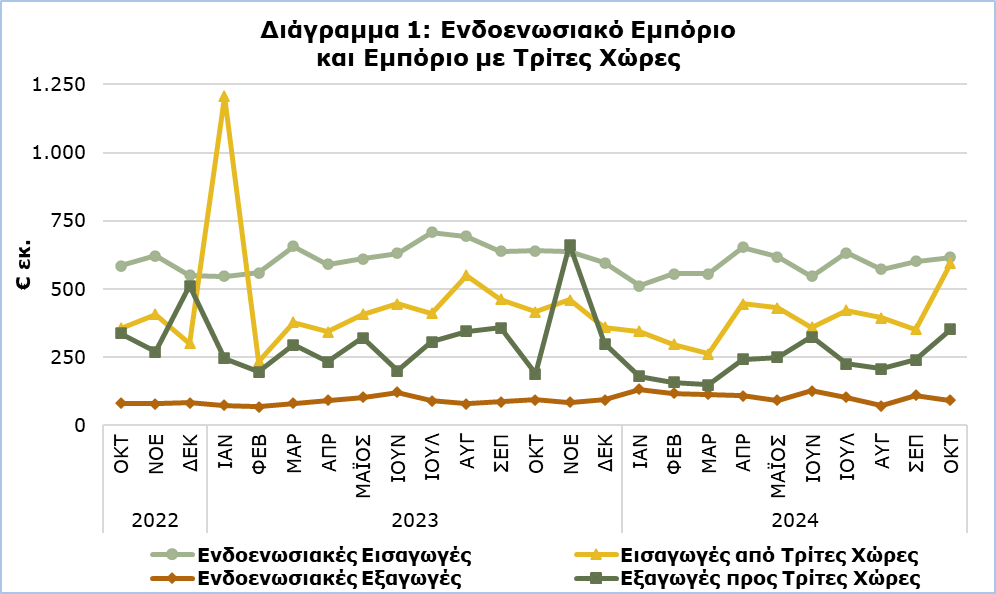 Διάγραμμα 1: Ενδοενωσιακό Εμπόριο
και Εμπόριο με Τρίτες Χώρες
€ εκ.
1.250
1.000
750
500
250
0
ΟΚΤ ΝΟΕ ΔΕΚ ΙΑΝ ΦΕΒ ΜΑΡ ΑΠΡ ΜΑΪΟΣ ΙΟΥΝ ΙΟΥΛ ΑΥΓ ΣΕΠ ΟΚΤ ΝΟΕ ΔΕΚ ΙΑΝ ΦΕΒ ΜΑΡ ΑΠΡ ΜΑΪΟΣ ΙΟΥΝ ΙΟΥΛ ΑΥΓ ΣΕΠ ΟΚΤ
2022 2023 2024
Ενδοενωσιακές Εισαγωγές Εισαγωγές από Τρίτες Χώρες
Ενδοενωσιακές Εξαγωγές Εξαγωγές προς Τρίτες Χώρες